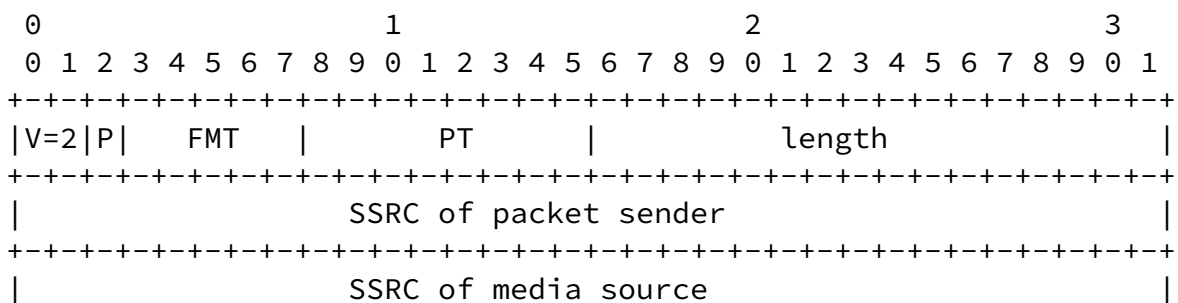 0                   1                   2                   3
 0 1 2 3 4 5 6 7 8 9 0 1 2 3 4 5 6 7 8 9 0 1 2 3 4 5 6 7 8 9 0 1
+-+-+-+-+-+-+-+-+-+-+-+-+-+-+-+-+-+-+-+-+-+-+-+-+-+-+-+-+-+-+-+-+
|V=2|P|   FMT   |       PT      |          length               |
+-+-+-+-+-+-+-+-+-+-+-+-+-+-+-+-+-+-+-+-+-+-+-+-+-+-+-+-+-+-+-+-+
|                  SSRC of packet sender                        |
+-+-+-+-+-+-+-+-+-+-+-+-+-+-+-+-+-+-+-+-+-+-+-+-+-+-+-+-+-+-+-+-+
|                  SSRC of media source                         |